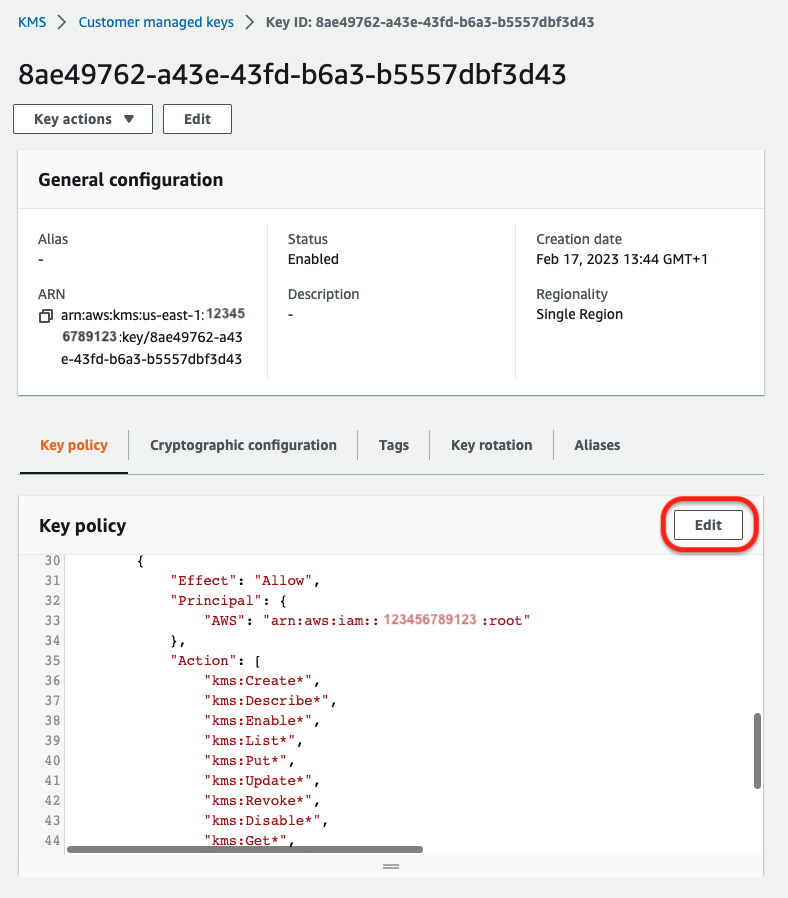 KMS > Customer managed keys > Key ID: 8ae49762-a43e-43fd-b6a3-b5557dbf3d43
8ae49762-a43e-43fd-b6a3-b5557dbf3d43
Key actions ▼ Edit
General configuration
Alias
-
ARN
arn:aws:kms:us-east-1:12345
6789123:key/8ae49762-a43
e-43fd-b6a3-b5557dbf3d43
Status
Enabled
Description
-
Creation date
Feb 17, 2023 13:44 GMT+1
Regionality
Single Region
Key policy Cryptographic configuration Tags Key rotation Aliases
Key policy Edit
30 {
31 "Effect": "Allow",
32 "Principal": {
33 "AWS": "arn:aws:iam::123456789123:root"
34 },
35 "Action": [
36 "kms:Create*",
37 "kms:Describe*",
38 "kms:Enable*",
39 "kms:List*",
40 "kms:Put*",
41 "kms:Update*",
42 "kms:Revoke*",
43 "kms:Disable*",
44 "kms:Get*",